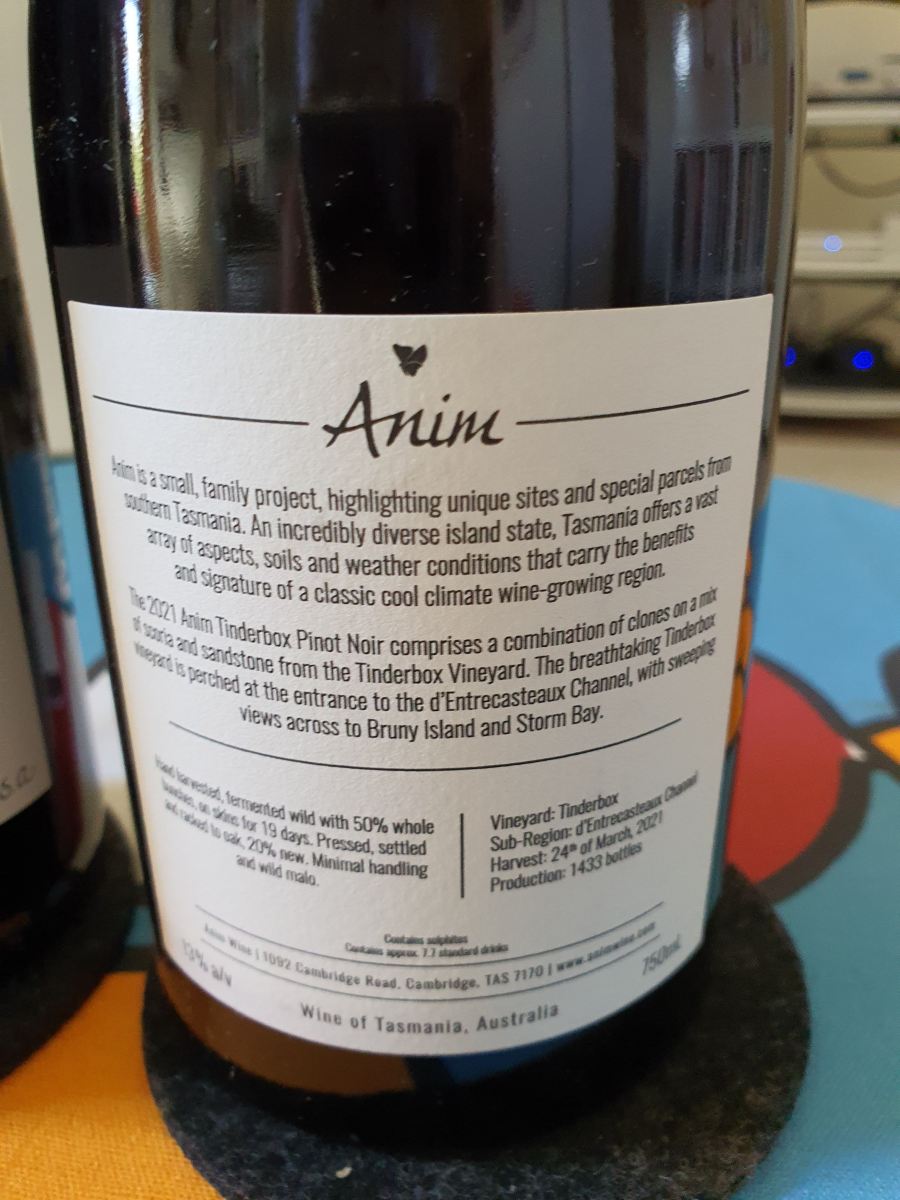 Anim
Anim is a small, family project, highlighting unique sites and special parcels from
southern Tasmania. An incredibly diverse island state, Tasmania offers a vast
array of aspects, soils and weather conditions that carry the benefits
and signature of a classic cool climate wine-growing region.
The 2021 Anim Tinderbox Pinot Noir comprises a combination of clones on a mix
of scoria and sandstone from the Tinderbox Vineyard. The breathtaking Tinderbox
vineyard is perched at the entrance to the d'Entrecasteaux Channel, with sweeping
views across to Bruny Island and Storm Bay.
Hand harvested, fermented wild with 50% whole
bunches, on skins for 19 days. Pressed, settled
and racked to oak, 20% new. Minimal handling
and wild malo.
Vineyard: Tinderbox
Sub-Region: d'Entrecasteaux Channel
Harvest: 24th of March, 2021
Production: 1433 bottles
Contains sulphites
Contains approx. 7.7 standard drinks
Anim Wine | 1092 Cambridge Road, Cambridge, TAS 7170 | www.animwine.com
13% a/v
750mL
Wine of Tasmania, Australia